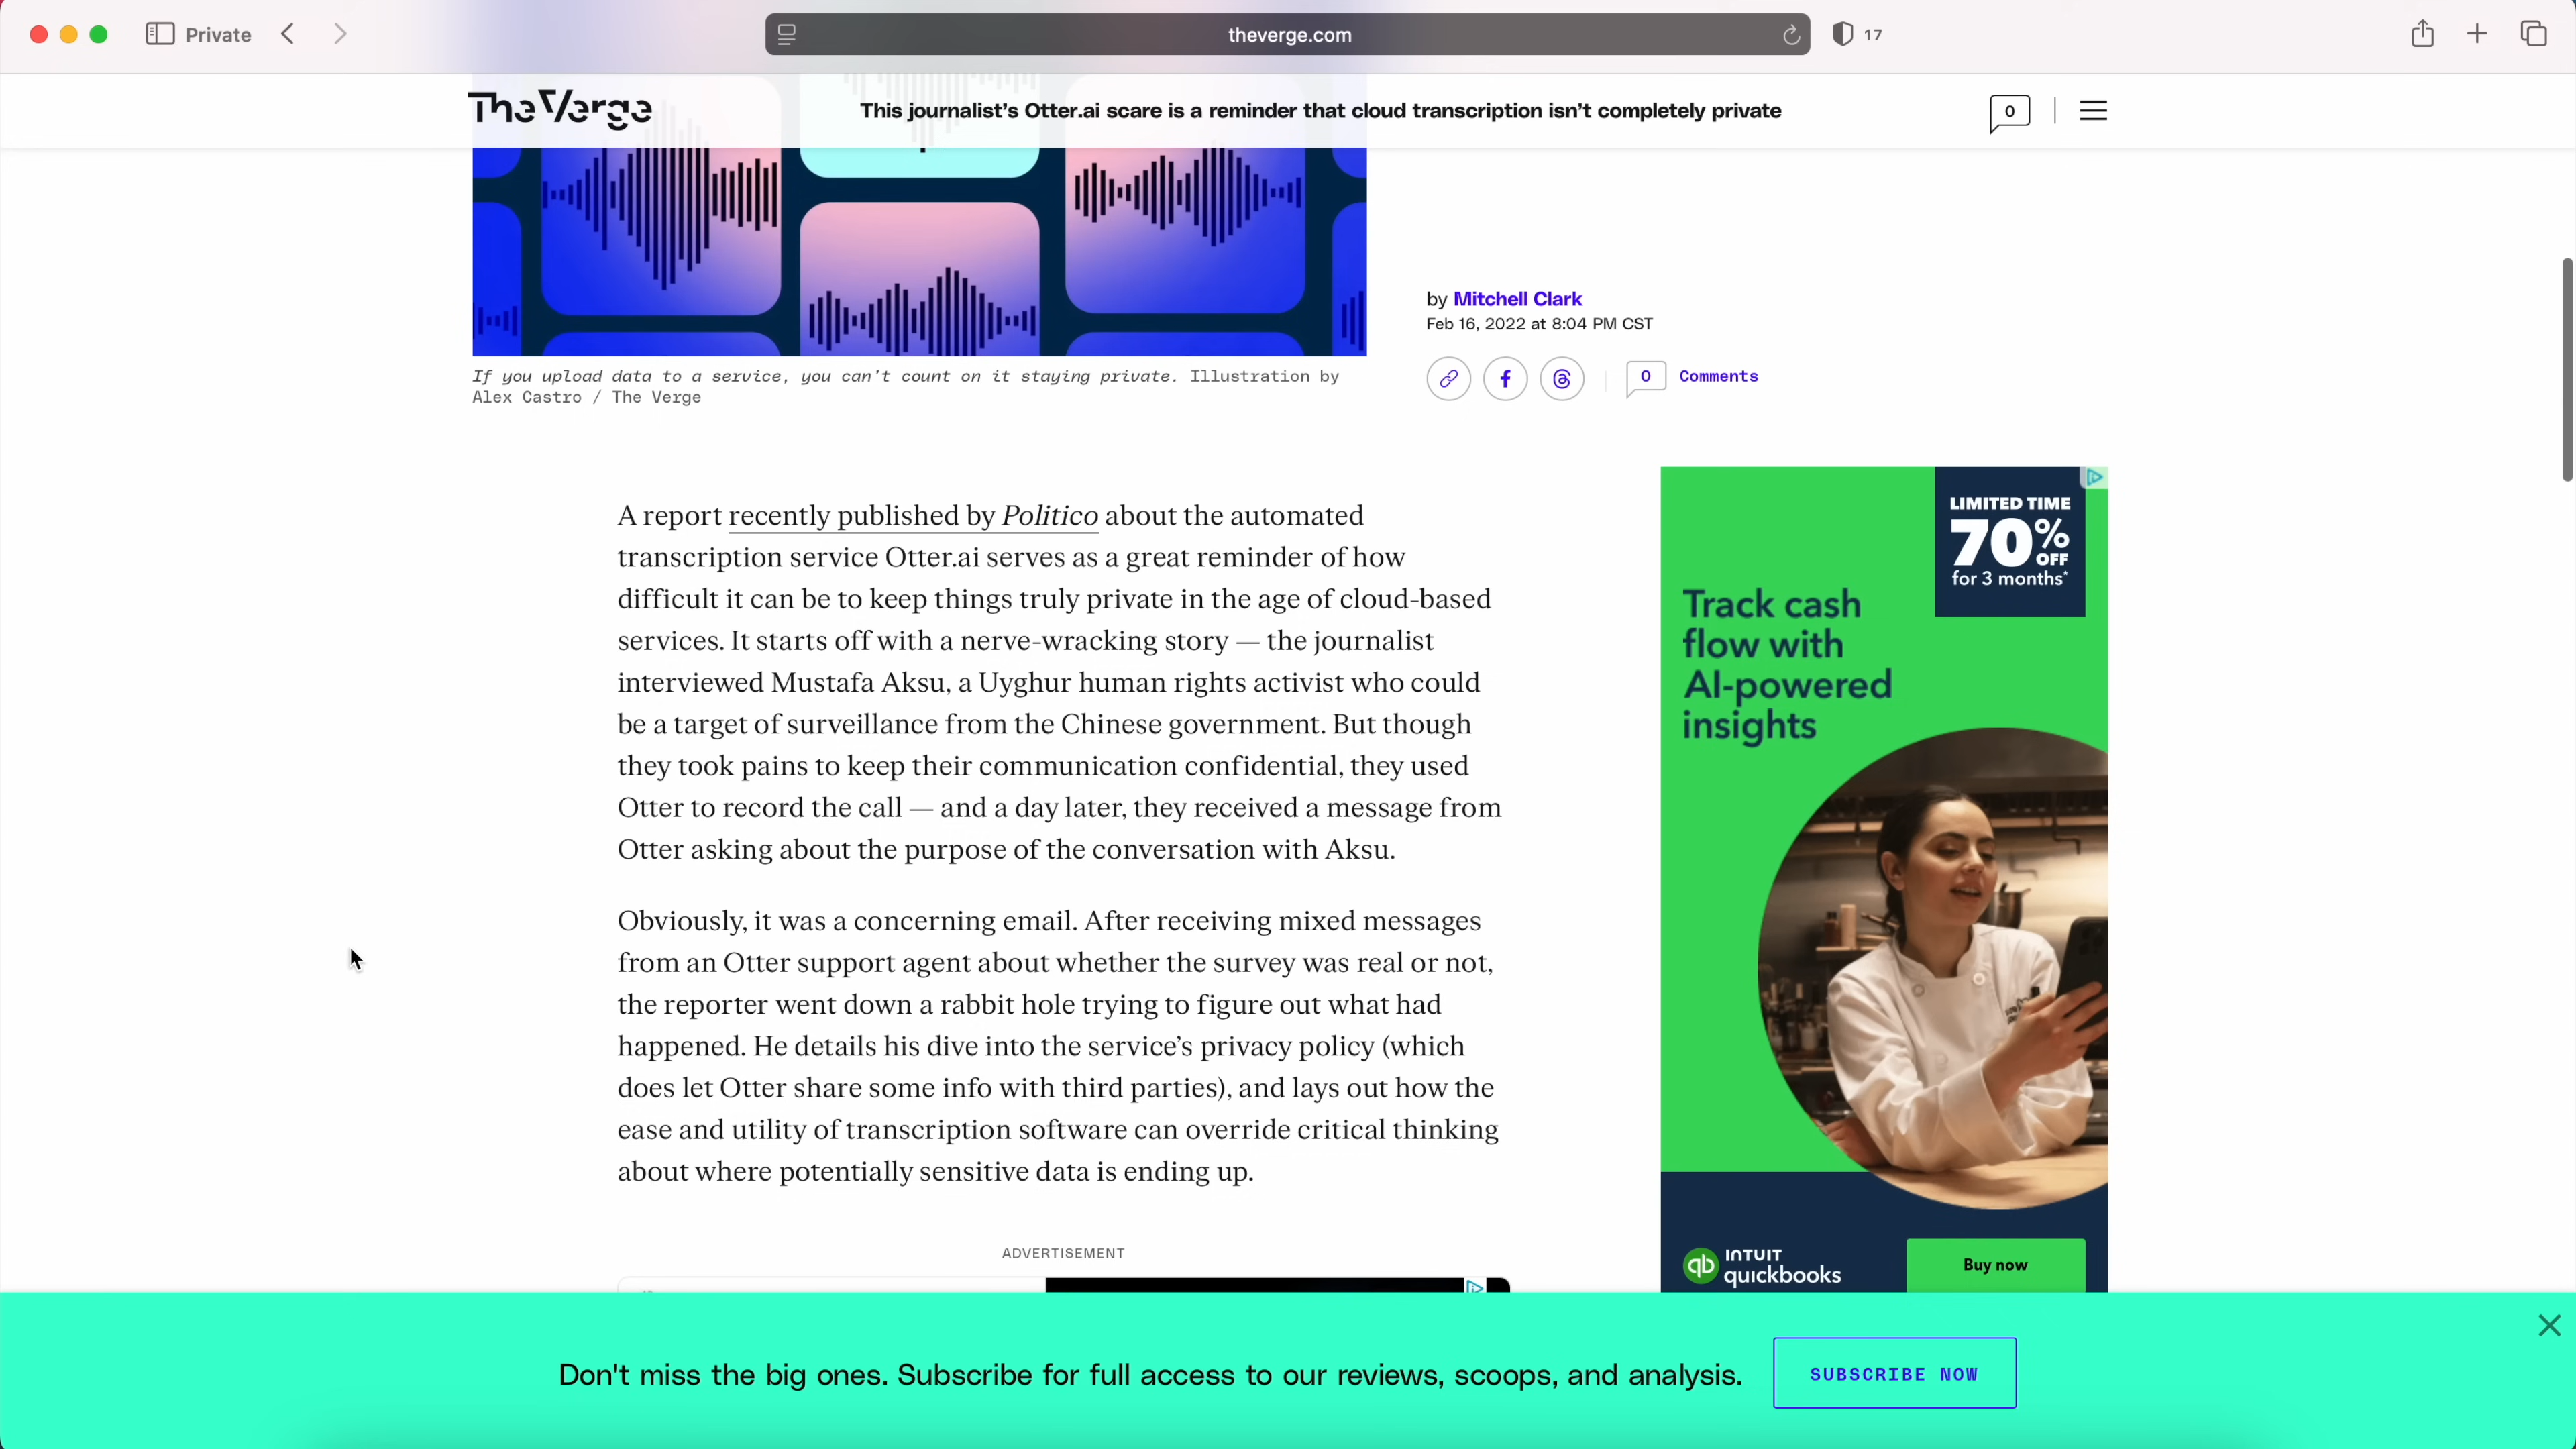 Private
theverge.com
17
The Verge
This journalist’s Otter.ai scare is a reminder that cloud transcription isn’t completely private
0
by Mitchell Clark
Feb 16, 2022 at 8:04 PM CST
0 Comments
If you upload data to a service, you can’t count on it staying private. Illustration by
Alex Castro / The Verge
A report recently published by Politico about the automated
transcription service Otter.ai serves as a great reminder of how
difficult it can be to keep things truly private in the age of cloud-based
services. It starts off with a nerve-wracking story — the journalist
interviewed Mustafa Aksu, a Uyghur human rights activist who could
be a target of surveillance from the Chinese government. But though
they took pains to keep their communication confidential, they used
Otter to record the call — and a day later, they received a message from
Otter asking about the purpose of the conversation with Aksu.
Obviously, it was a concerning email. After receiving mixed messages
from an Otter support agent about whether the survey was real or not,
the reporter went down a rabbit hole trying to figure out what had
happened. He details his dive into the service’s privacy policy (which
does let Otter share some info with third parties), and lays out how the
ease and utility of transcription software can override critical thinking
about where potentially sensitive data is ending up.
ADVERTISEMENT
LIMITED TIME
70% OFF
for 3 months*
Track cash
flow with
AI-powered
insights
qb INTUIT
quickbooks
Buy now
Don't miss the big ones. Subscribe for full access to our reviews, scoops, and analysis.
SUBSCRIBE NOW